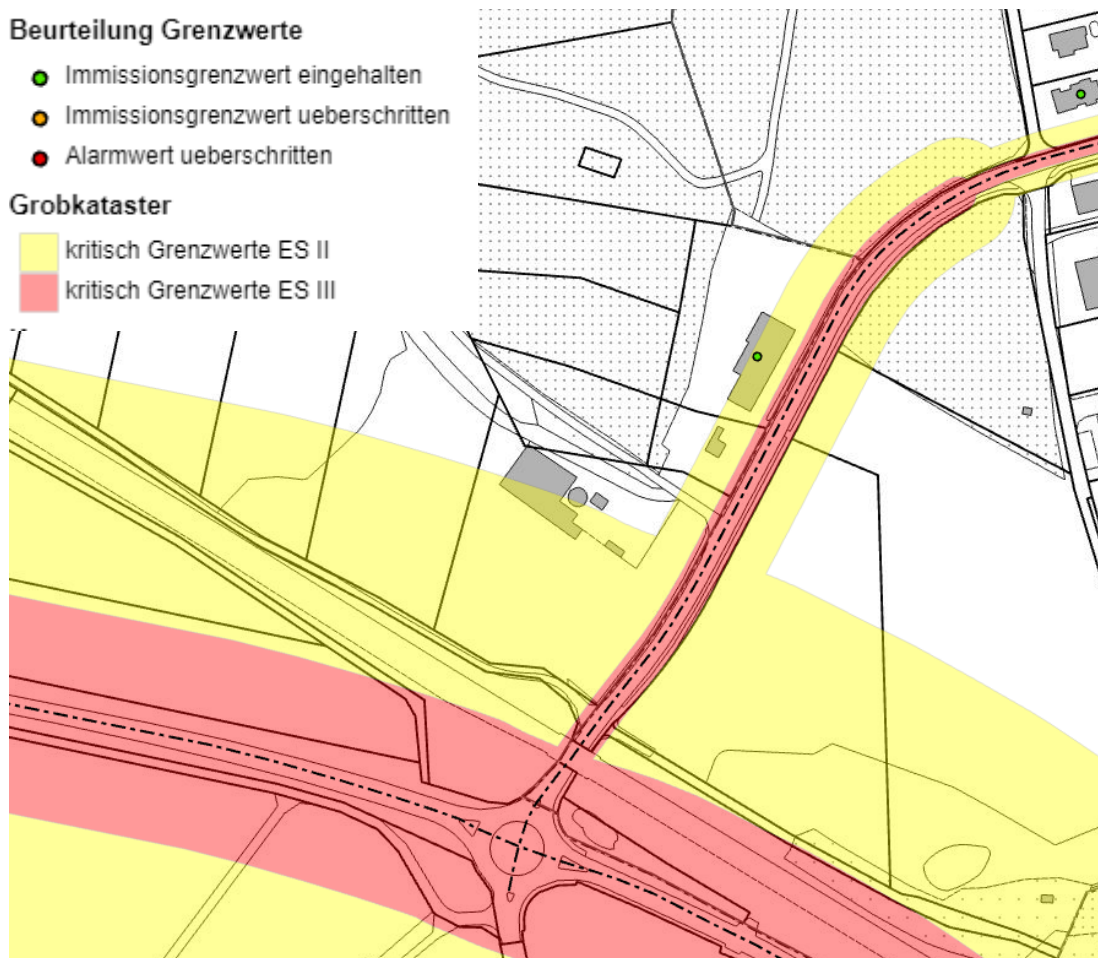 Beurteilung Grenzwerte
Immissionsgrenzwert eingehalten
Immissionsgrenzwert ueberschritten
Alarmwert ueberschritten
Grobkataster
kritisch Grenzwerte ES II
kritisch Grenzwerte ES III